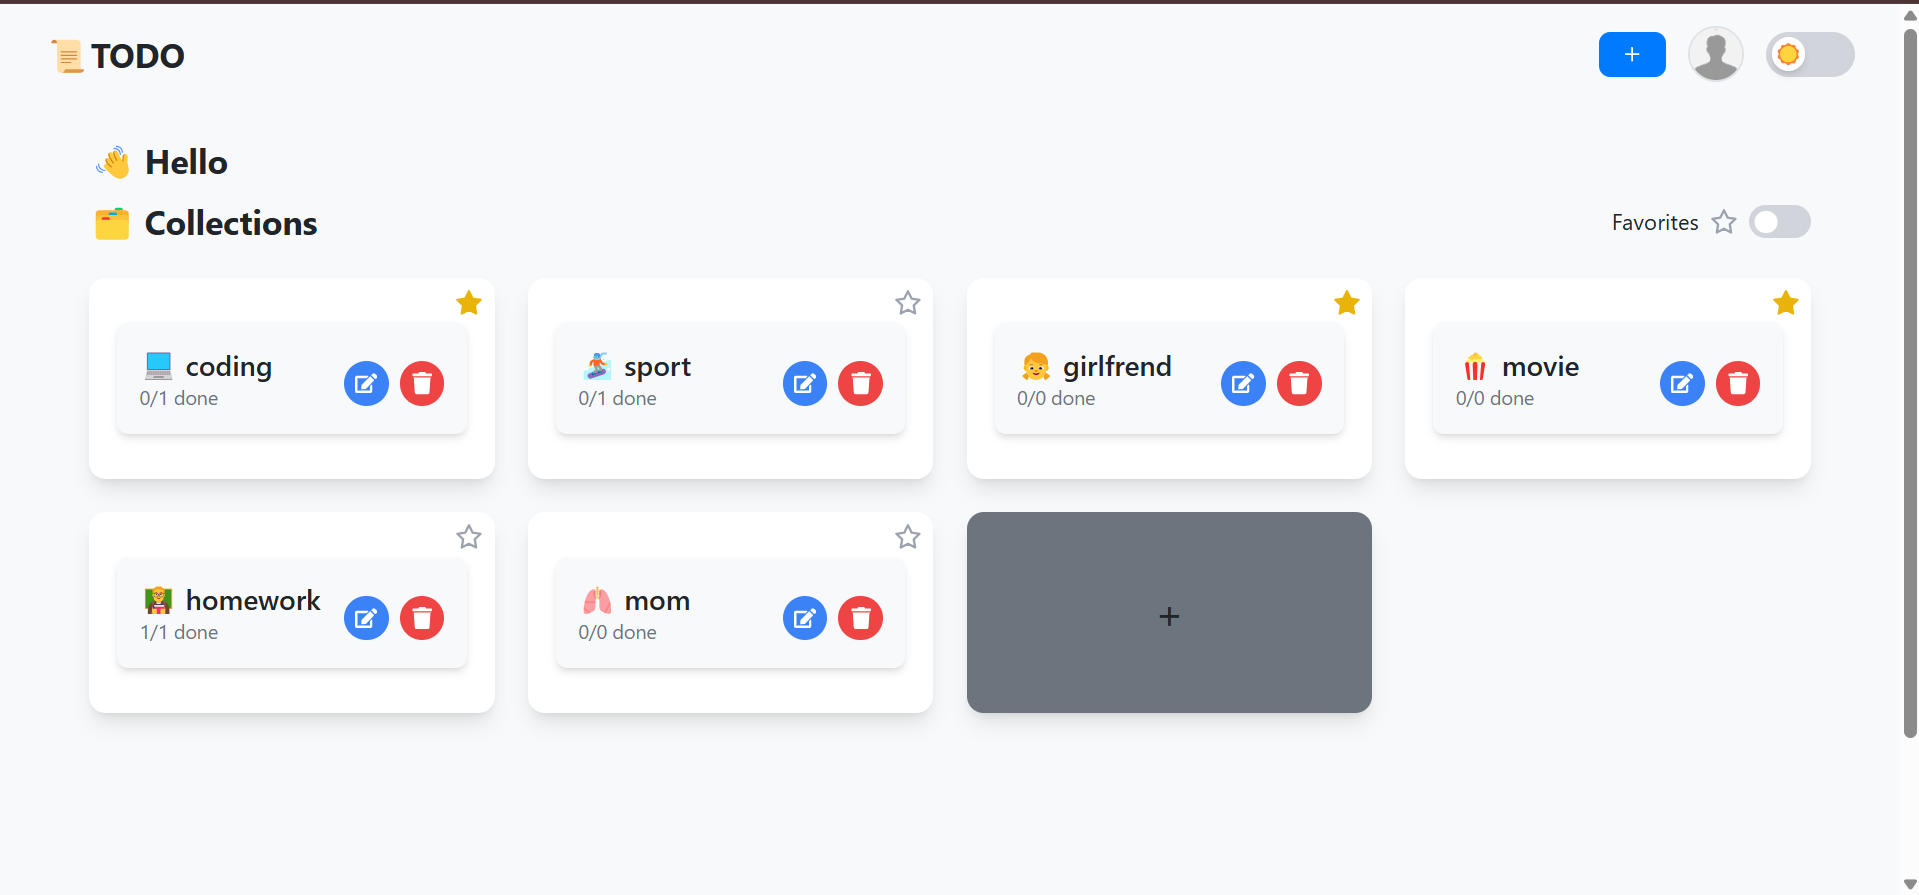 TODO
+
Hello
Collections
Favorites
coding
0/1 done
sport
0/1 done
girlfrend
0/0 done
movie
0/0 done
homework
1/1 done
mom
0/0 done
+